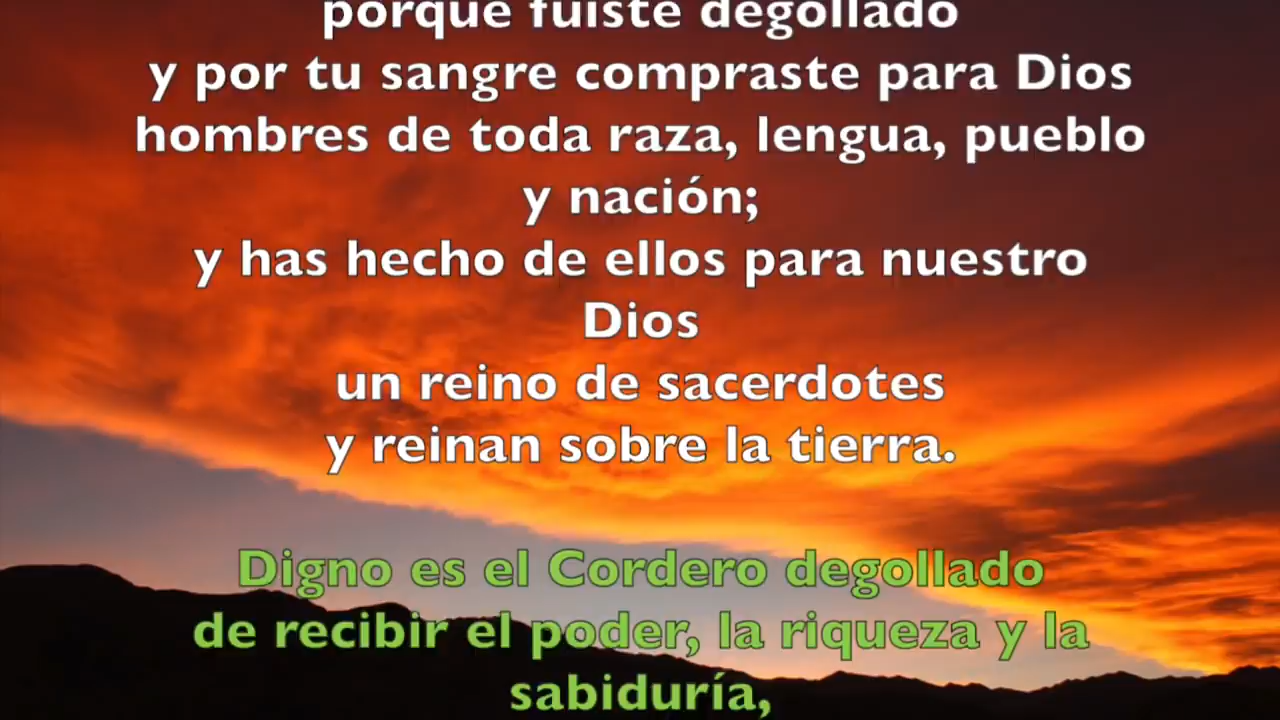 porque fuiste degollado
y por tu sangre compraste para Dios
hombres de toda raza, lengua, pueblo
y nación;
y has hecho de ellos para nuestro
Dios
un reino de sacerdotes
y reinan sobre la tierra.
Digno es el Cordero degollado
de recibir el poder, la riqueza y la
sabiduría,